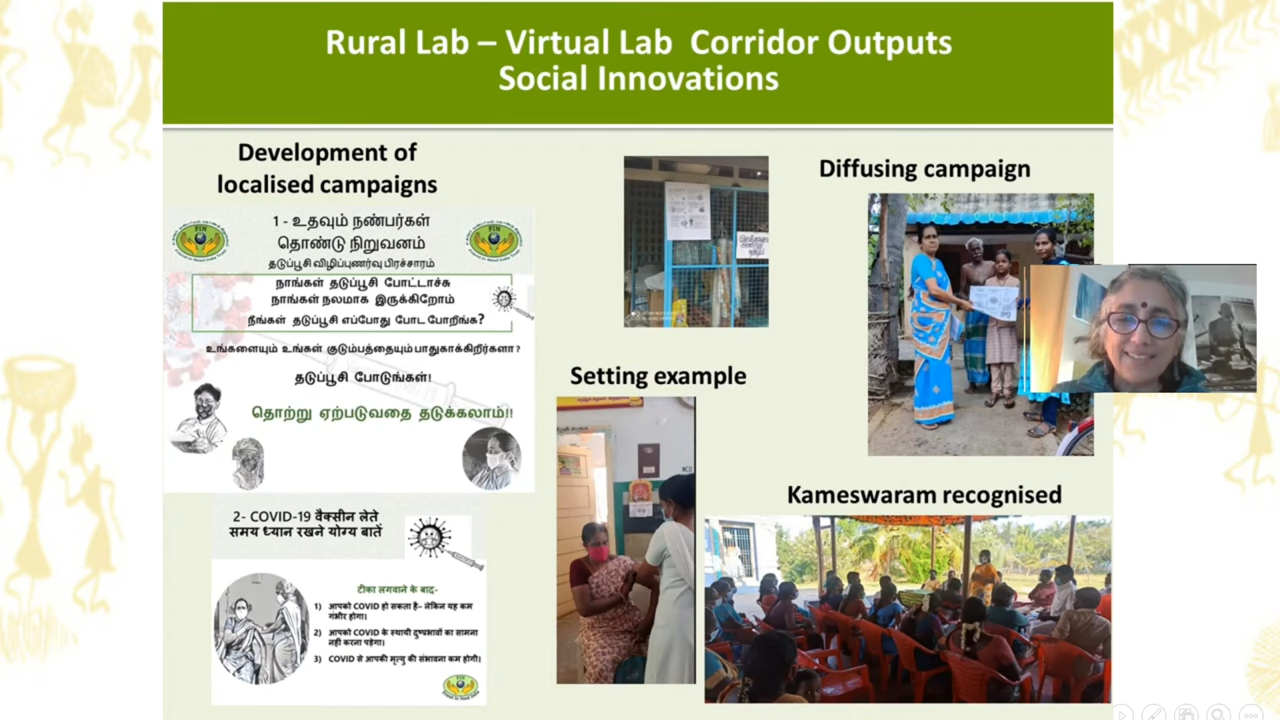 Rural Lab – Virtual Lab Corridor Outputs
Social Innovations
Development of
localised campaigns
1 - உதவும் நண்பர்கள்
தொண்டு நிறுவனம்
தடுப்பூசி விழிப்புணர்வு பிரச்சாரம்
நாங்கள் தடுப்பூசி போட்டாச்சு
நாங்கள் நலமாக இருக்கிறோம்
நீங்கள் தடுப்பூசி எப்போது போட போறீங்க?
உங்களையும் உங்கள் குடும்பத்தையும் பாதுகாக்கிறீர்களா?
தடுப்பூசி போடுங்கள்!
தொற்று ஏற்படுவதை தடுக்கலாம்!!
FIN
FIN
2- COVID-19 वैक्सीन लेते
समय ध्यान रखने योग्य बातें
टीका लगवाने के बाद-
1) आपको COVID हो सकता है- लेकिन यह कम
गंभीर होगा।
2) आपको COVID के स्थायी दुष्प्रभावों का सामना
नहीं करना पड़ेगा।
3) COVID से आपकी मृत्यु की संभावना कम होगी।
Setting example
NCD
Diffusing campaign
Kameswaram recognised